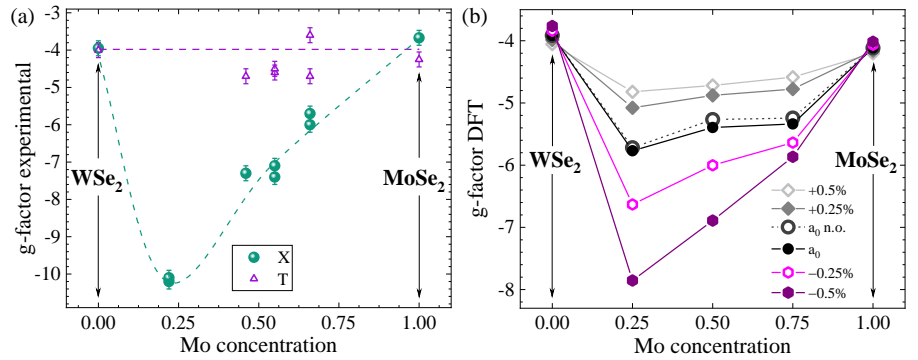 (a)
g-factor experimental
-3
-4
-5
-6
-7
-8
-9
-10
WSe2
MoSe2
X
T
0.00 0.25 0.50 0.75 1.00
Mo concentration
(b)
g-factor DFT
-4
-5
-6
-7
-8
WSe2
MoSe2
+0.5%
+0.25%
a0 n.o.
a0
−0.25%
−0.5%
0.00 0.25 0.50 0.75 1.00
Mo concentration